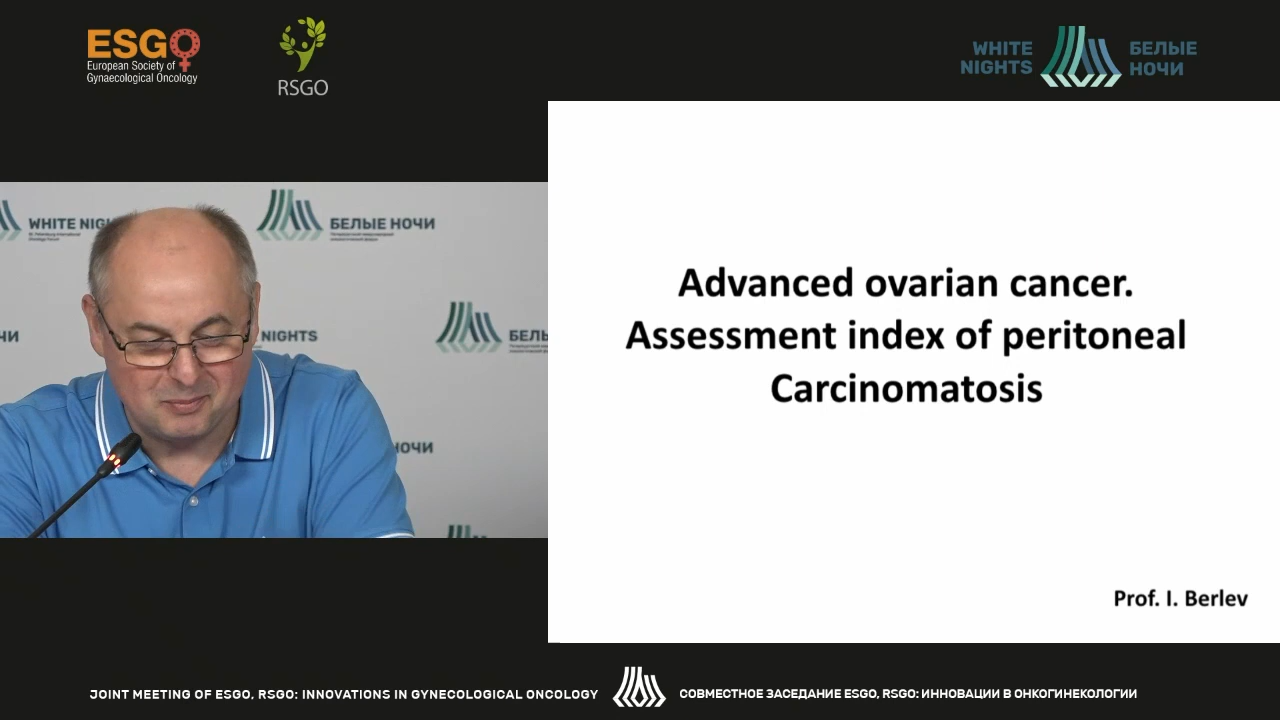 ESGO
European Society of
Gynaecological Oncology
RSGO
WHITE
NIGHTS
БЕЛЫЕ
НОЧИ
WHITE NIG
БЕЛЫЕ НОЧИ
NIGHTS
БЕЛЬ
НОЧИ
Advanced ovarian cancer.
Assessment index of peritoneal
Carcinomatosis
Prof. I. Berlev
JOINT MEETING OF ESGO, RSGO: INNOVATIONS IN GYNECOLOGICAL ONCOLOGY
СОВМЕСТНОЕ ЗАСЕДАНИЕ ESGO, RSGO: ИННОВАЦИИ В ОНКОГИНЕКОЛОГИИ